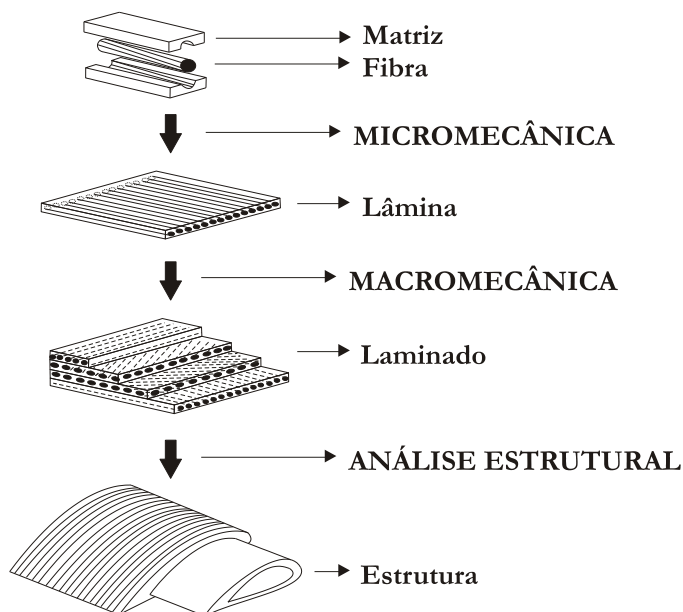 Matriz
Fibra
MICROMECÂNICA
Lâmina
MACROMECÂNICA
Laminado
ANÁLISE ESTRUTURAL
Estrutura